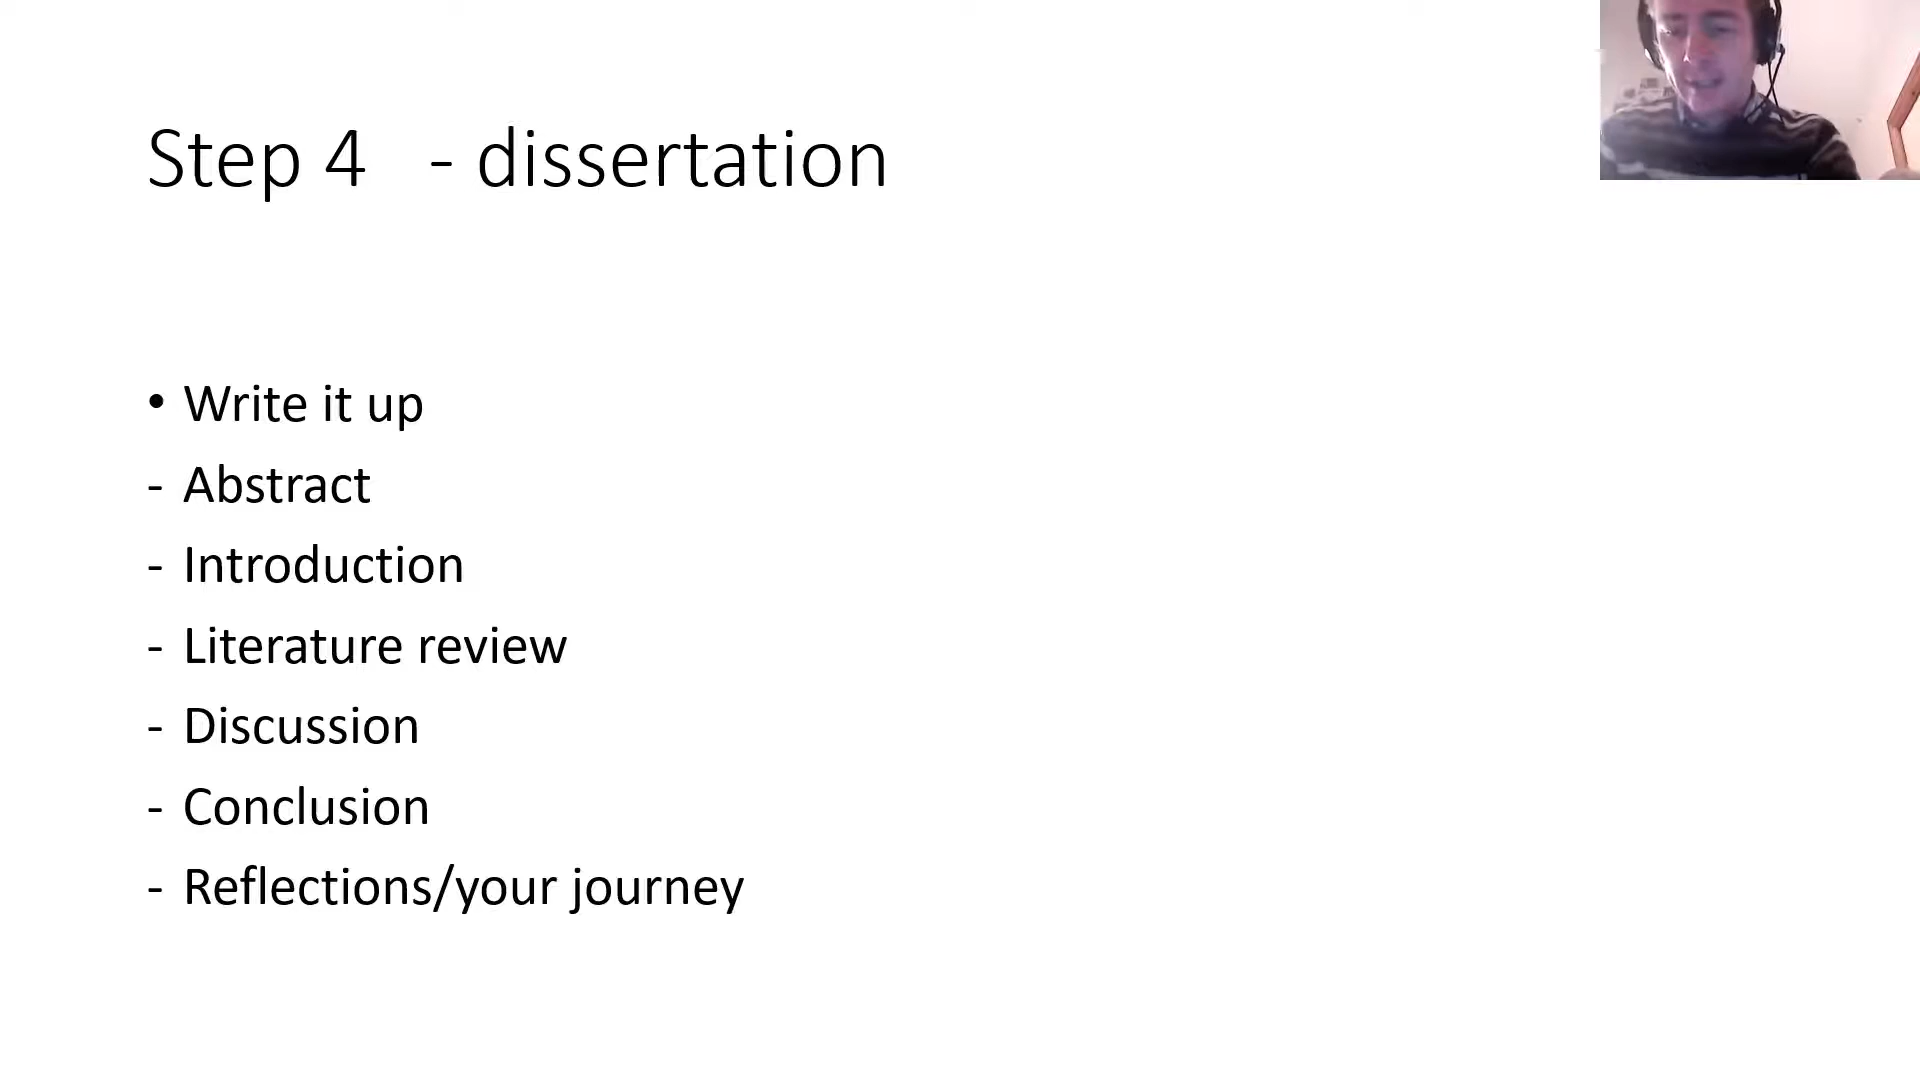 Step 4 - dissertation
• Write it up
- Abstract
- Introduction
- Literature review
- Discussion
- Conclusion
- Reflections/your journey